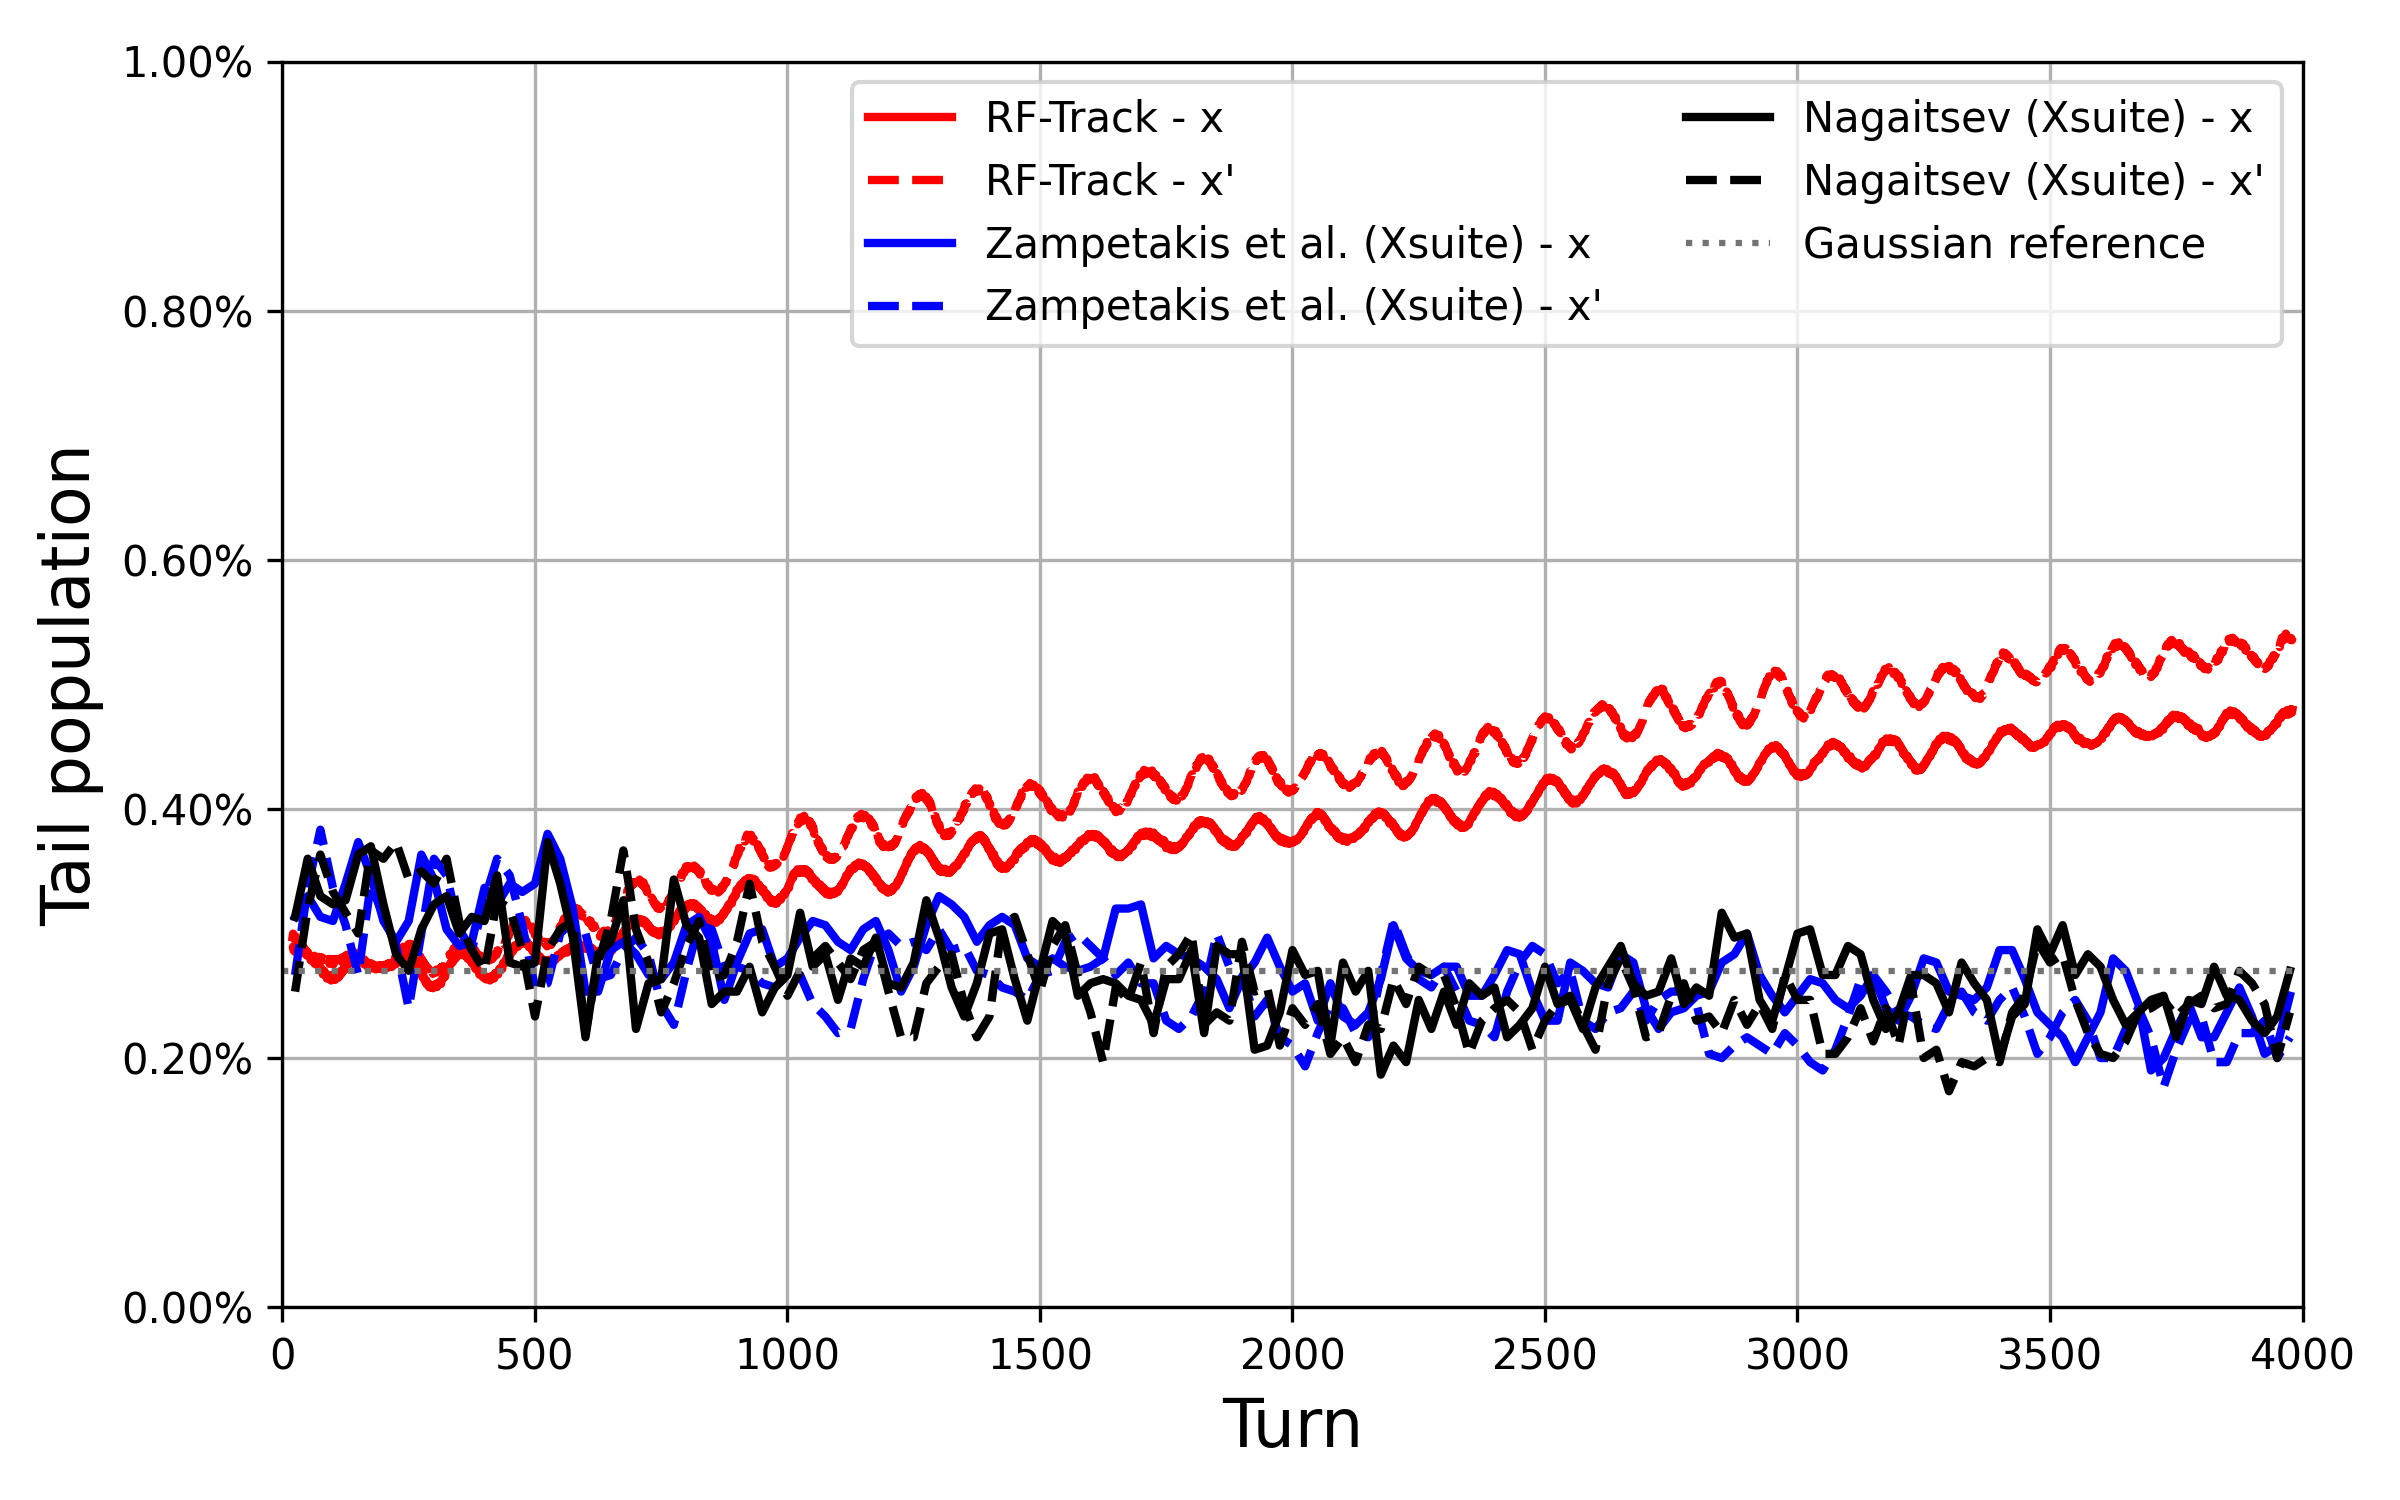 1.00%
0.80%
0.60%
0.40%
0.20%
0.00%
Tail population
RF-Track - x
RF-Track - x'
Zampetakis et al. (Xsuite) - x
Zampetakis et al. (Xsuite) - x'
Nagaitsev (Xsuite) - x
Nagaitsev (Xsuite) - x'
Gaussian reference
0 500 1000 1500 2000 2500 3000 3500 4000
Turn